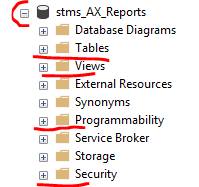 stms_AX_Reports
Database Diagrams
Tables
Views
External Resources
Synonyms
Programmability
Service Broker
Storage
Security